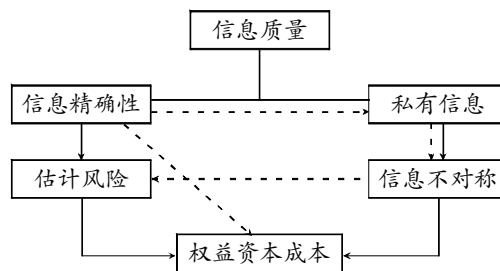 信息质量
信息精确性
私有信息
估计风险
信息不对称
权益资本成本